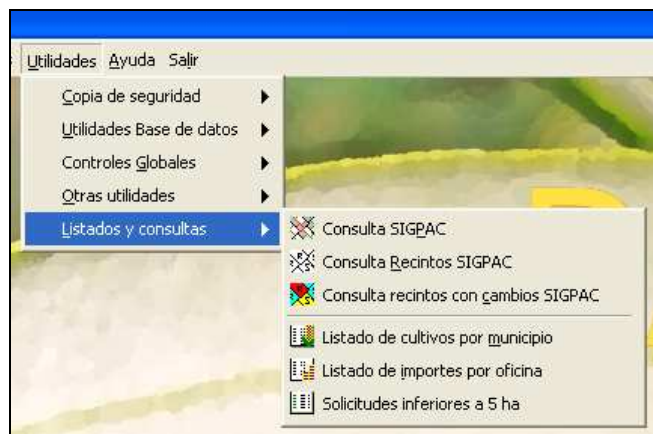 Utilidades Ayuda Salir
Copia de seguridad
Utilidades Base de datos
Controles Globales
Otras utilidades
Listados y consultas
Consulta SIGPAC
Consulta Recintos SIGPAC
Consulta recintos con cambios SIGPAC
Listado de cultivos por municipio
Listado de importes por oficina
Solicitudes inferiores a 5 ha